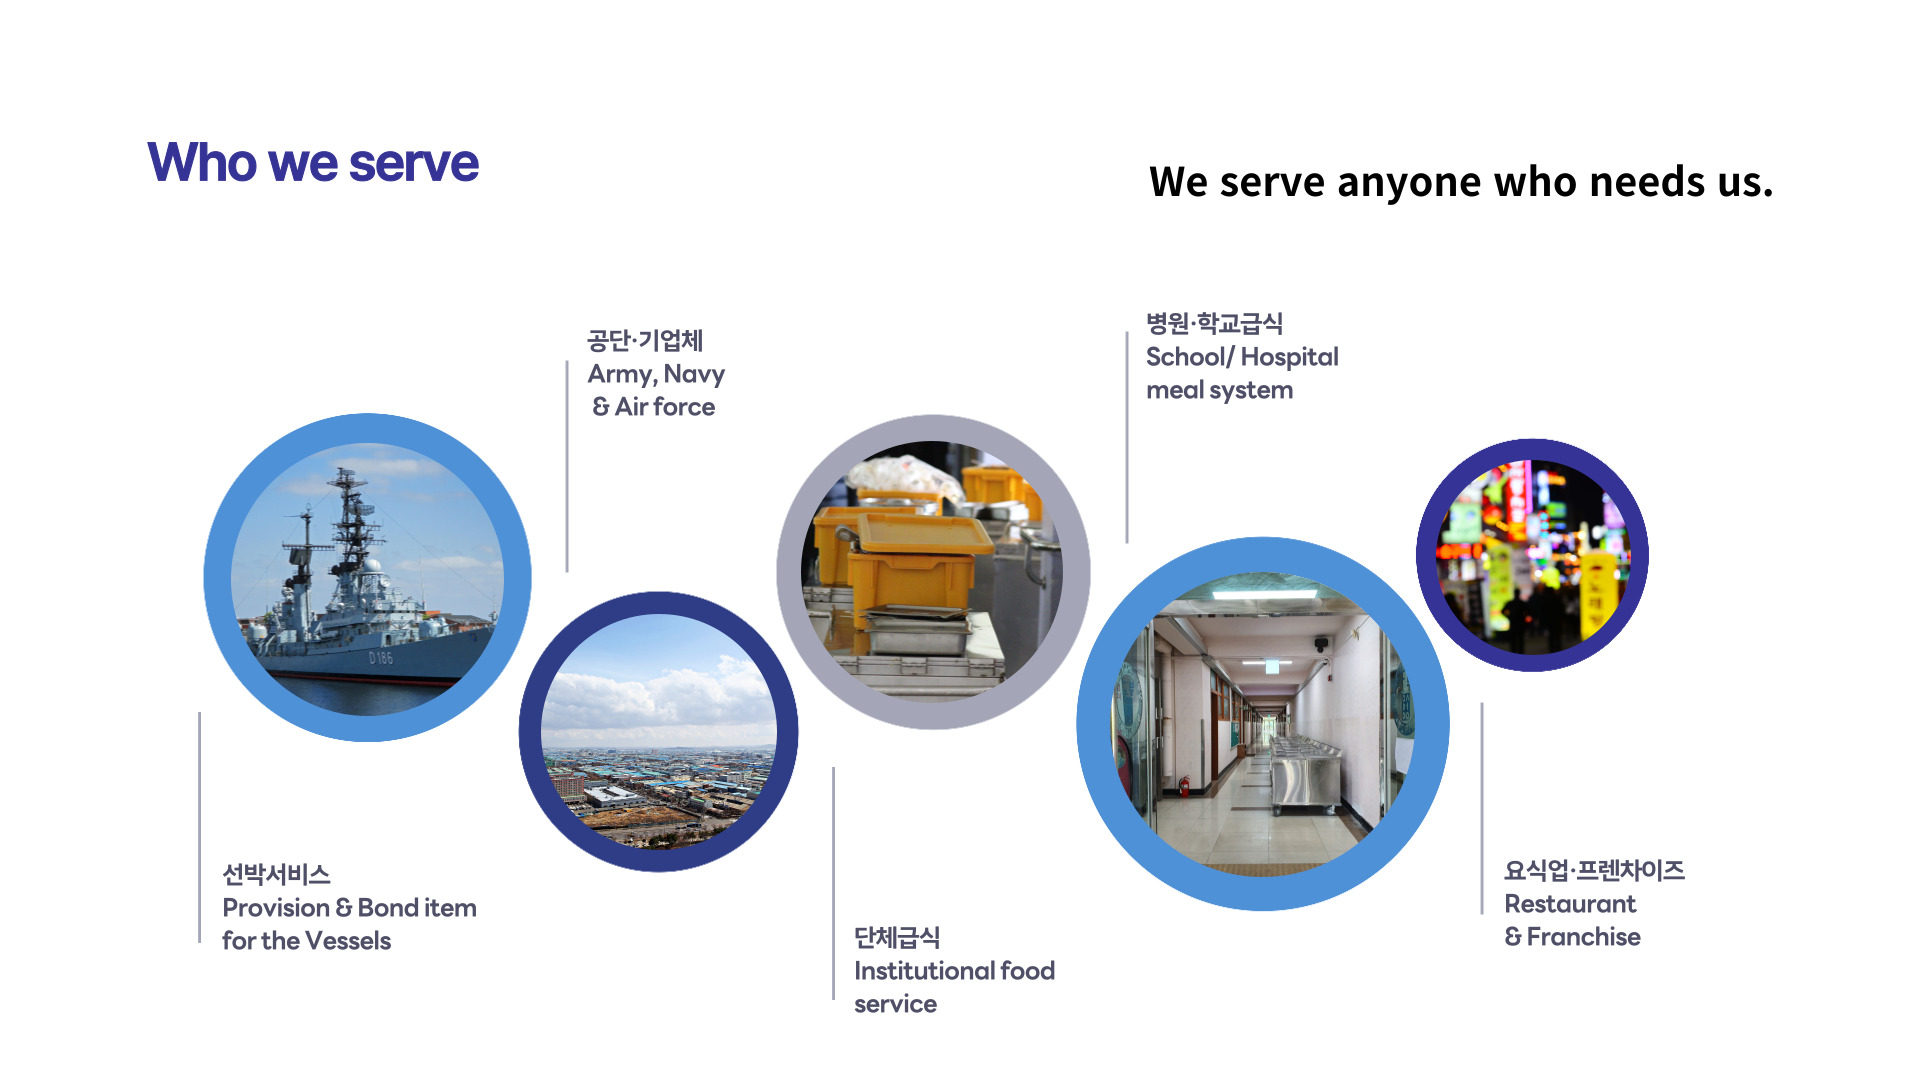 Who we serve
We serve anyone who needs us.
공단·기업체
Army, Navy
& Air force
병원·학교급식
School/ Hospital
meal system
D186
선박서비스
Provision & Bond item
for the Vessels
단체급식
Institutional food
service
요식업·프렌차이즈
Restaurant
& Franchise